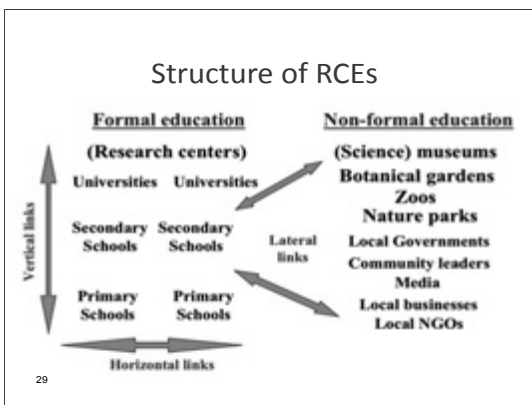 Structure of RCEs
Formal education
(Research centers)
Universities Universities
Secondary Secondary
Schools Schools
Primary Primary
Schools Schools
Vertical links
Horizontal links
Lateral
links
Non-formal education
(Science) museums
Botanical gardens
Zoos
Nature parks
Local Governments
Community leaders
Media
Local businesses
Local NGOs
29